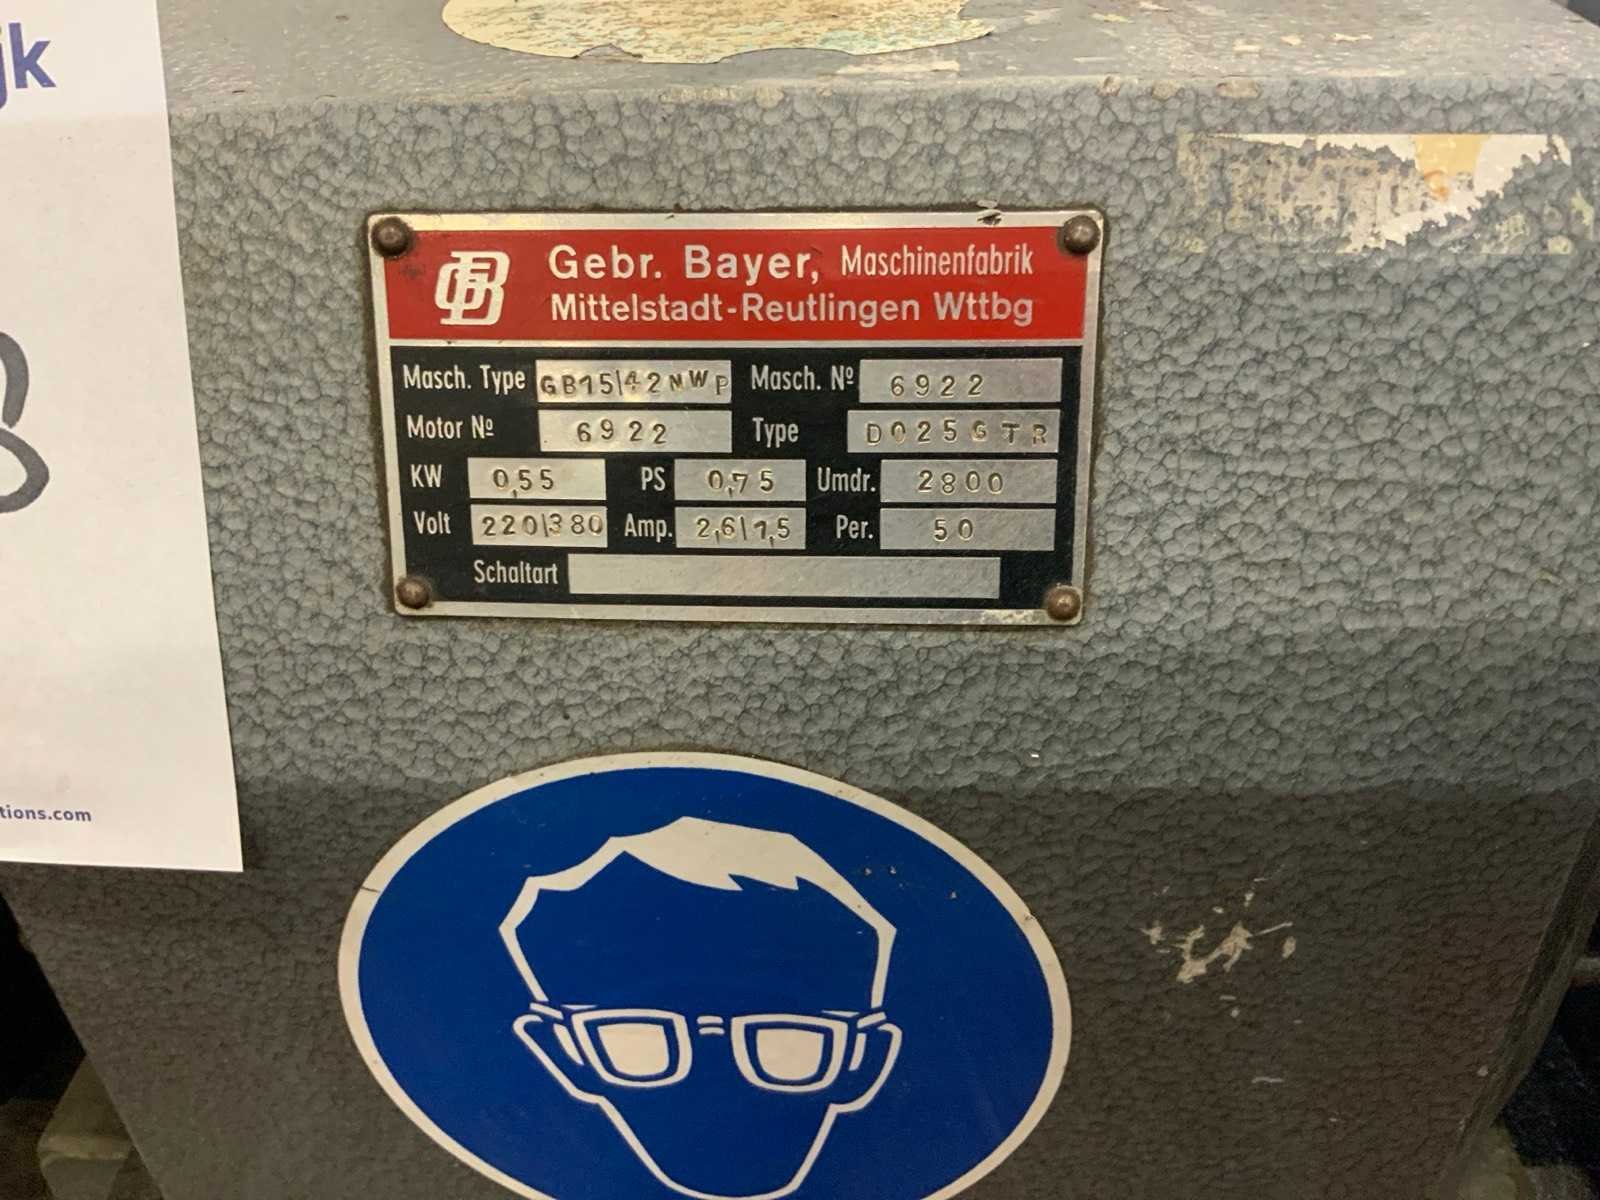 jk
GB
Gebr. Bayer, Maschinenfabrik
Mittelstadt-Reutlingen Wttbg
Masch. Type GB15/42NWP Masch. Nº 6922
Motor Nº 6922 Type D025GTR
KW 0,55 PS 0,75 Umdr. 2800
Volt 220/380 Amp. 2,6/1,5 Per. 50
Schaltart
tions.com